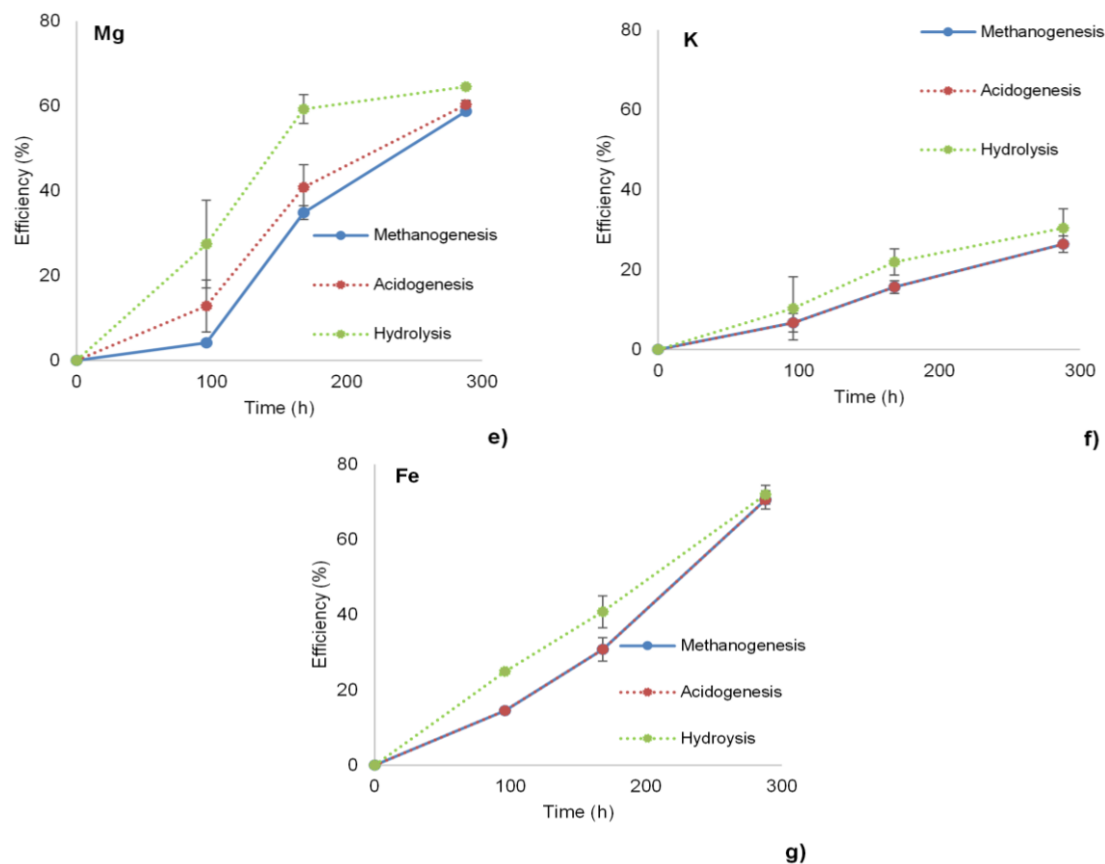 Mg
80
60
40
20
0
Efficiency (%)
0 100 200 300
Time (h)
Methanogenesis
Acidogenesis
Hydrolysis
e)
K
80
60
40
20
0
Efficiency (%)
0 100 200 300
Time (h)
Methanogenesis
Acidogenesis
Hydrolysis
f)
Fe
80
60
40
20
0
Efficiency (%)
0 100 200 300
Time (h)
Methanogenesis
Acidogenesis
Hydroysis
g)